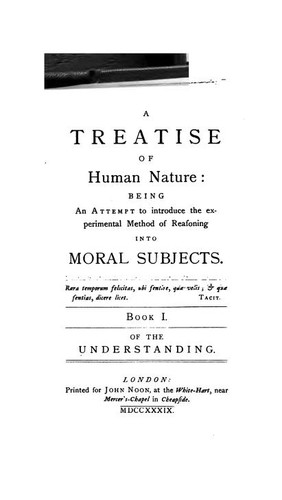 A
TREATISE
OF
Human Nature:
BEING
An ATTEMPT to introduce the ex-
perimental Method of Reasoning
INTO
MORAL SUBJECTS.
Rara temporum felicitas, ubi sentire, quæ velis; & quæ
sentias, dicere licet. TACIT.
BOOK I.
OF THE
UNDERSTANDING.
LONDON:
Printed for JOHN NOON, at the White-Hart, near
Mercer's-Chapel in Cheapside.
MDCCXXXIX.